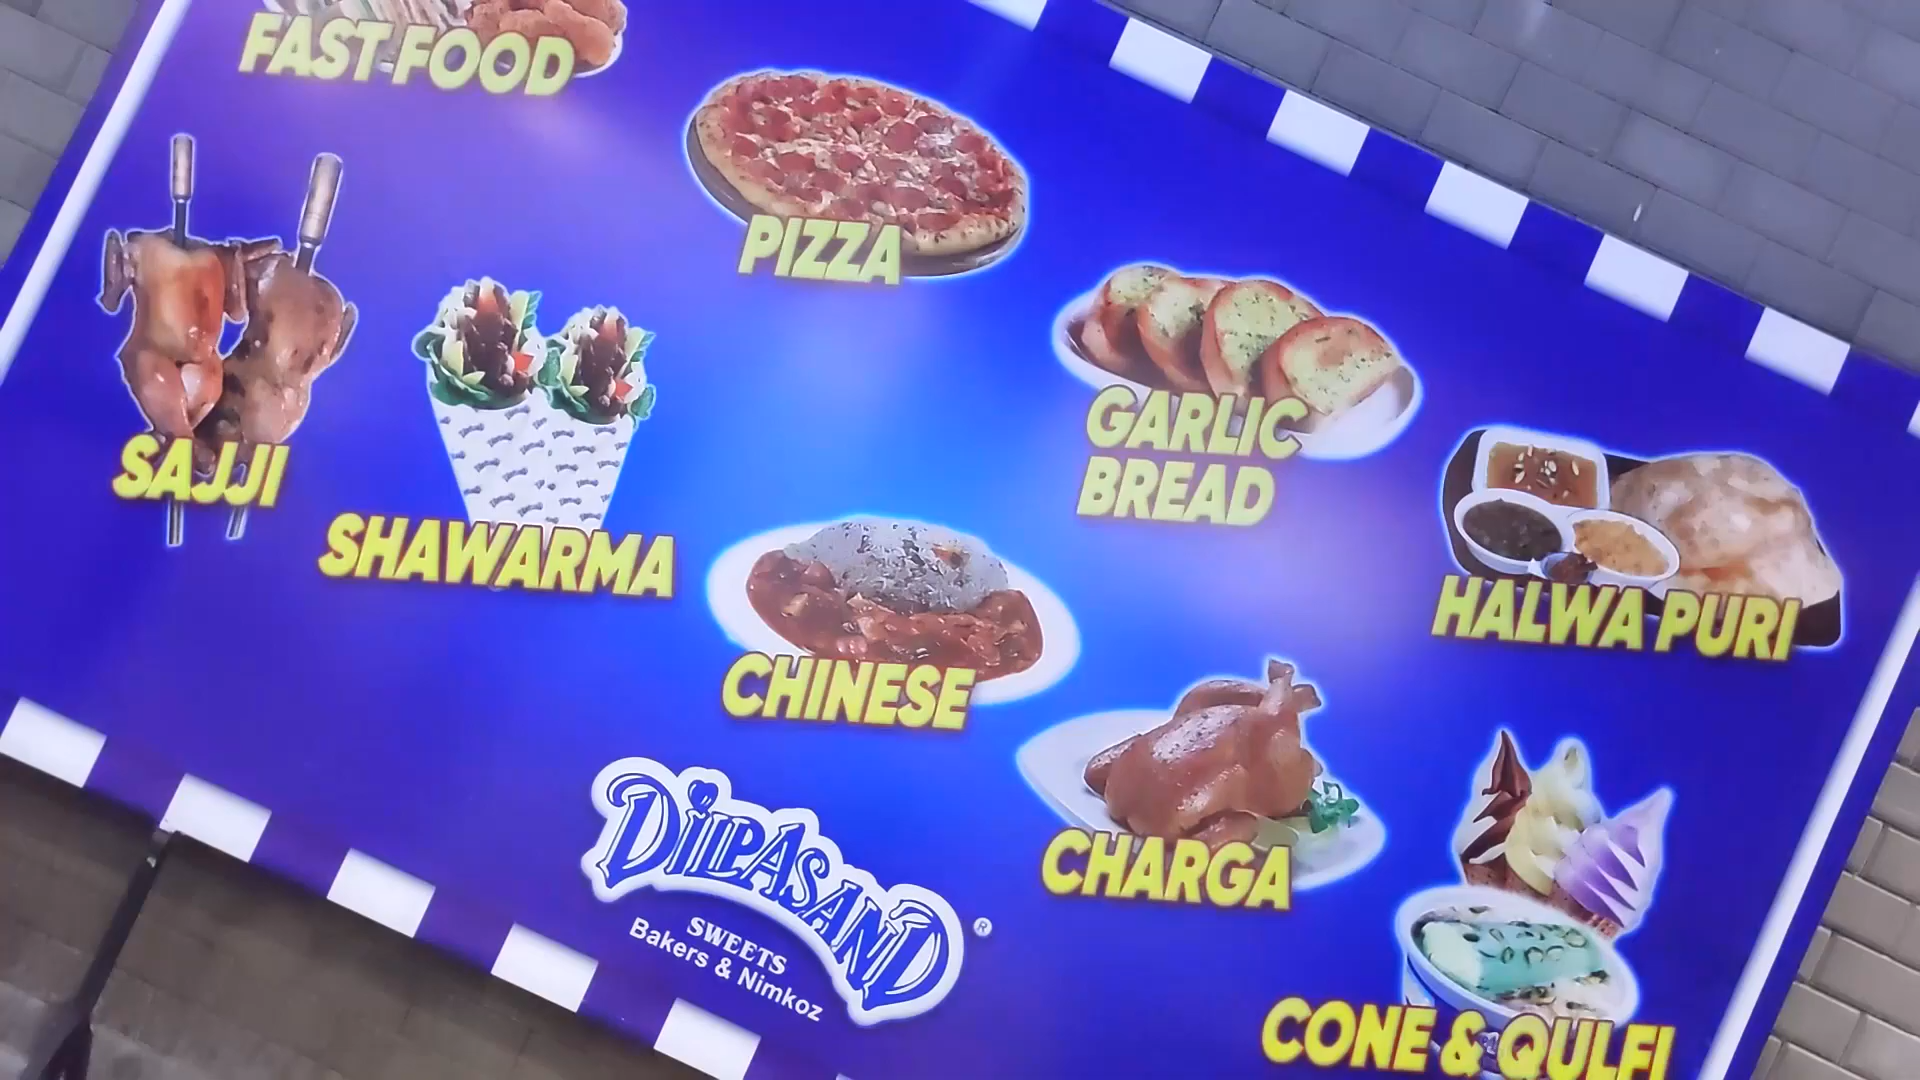 FAST FOOD
PIZZA
GARLIC
BREAD
SAJJI
SHAWARMA
HALWA PURI
CHINESE
CHARGA
DILPASAND
SWEETS
Bakers & Nimkoz
®
CONE & QULFI